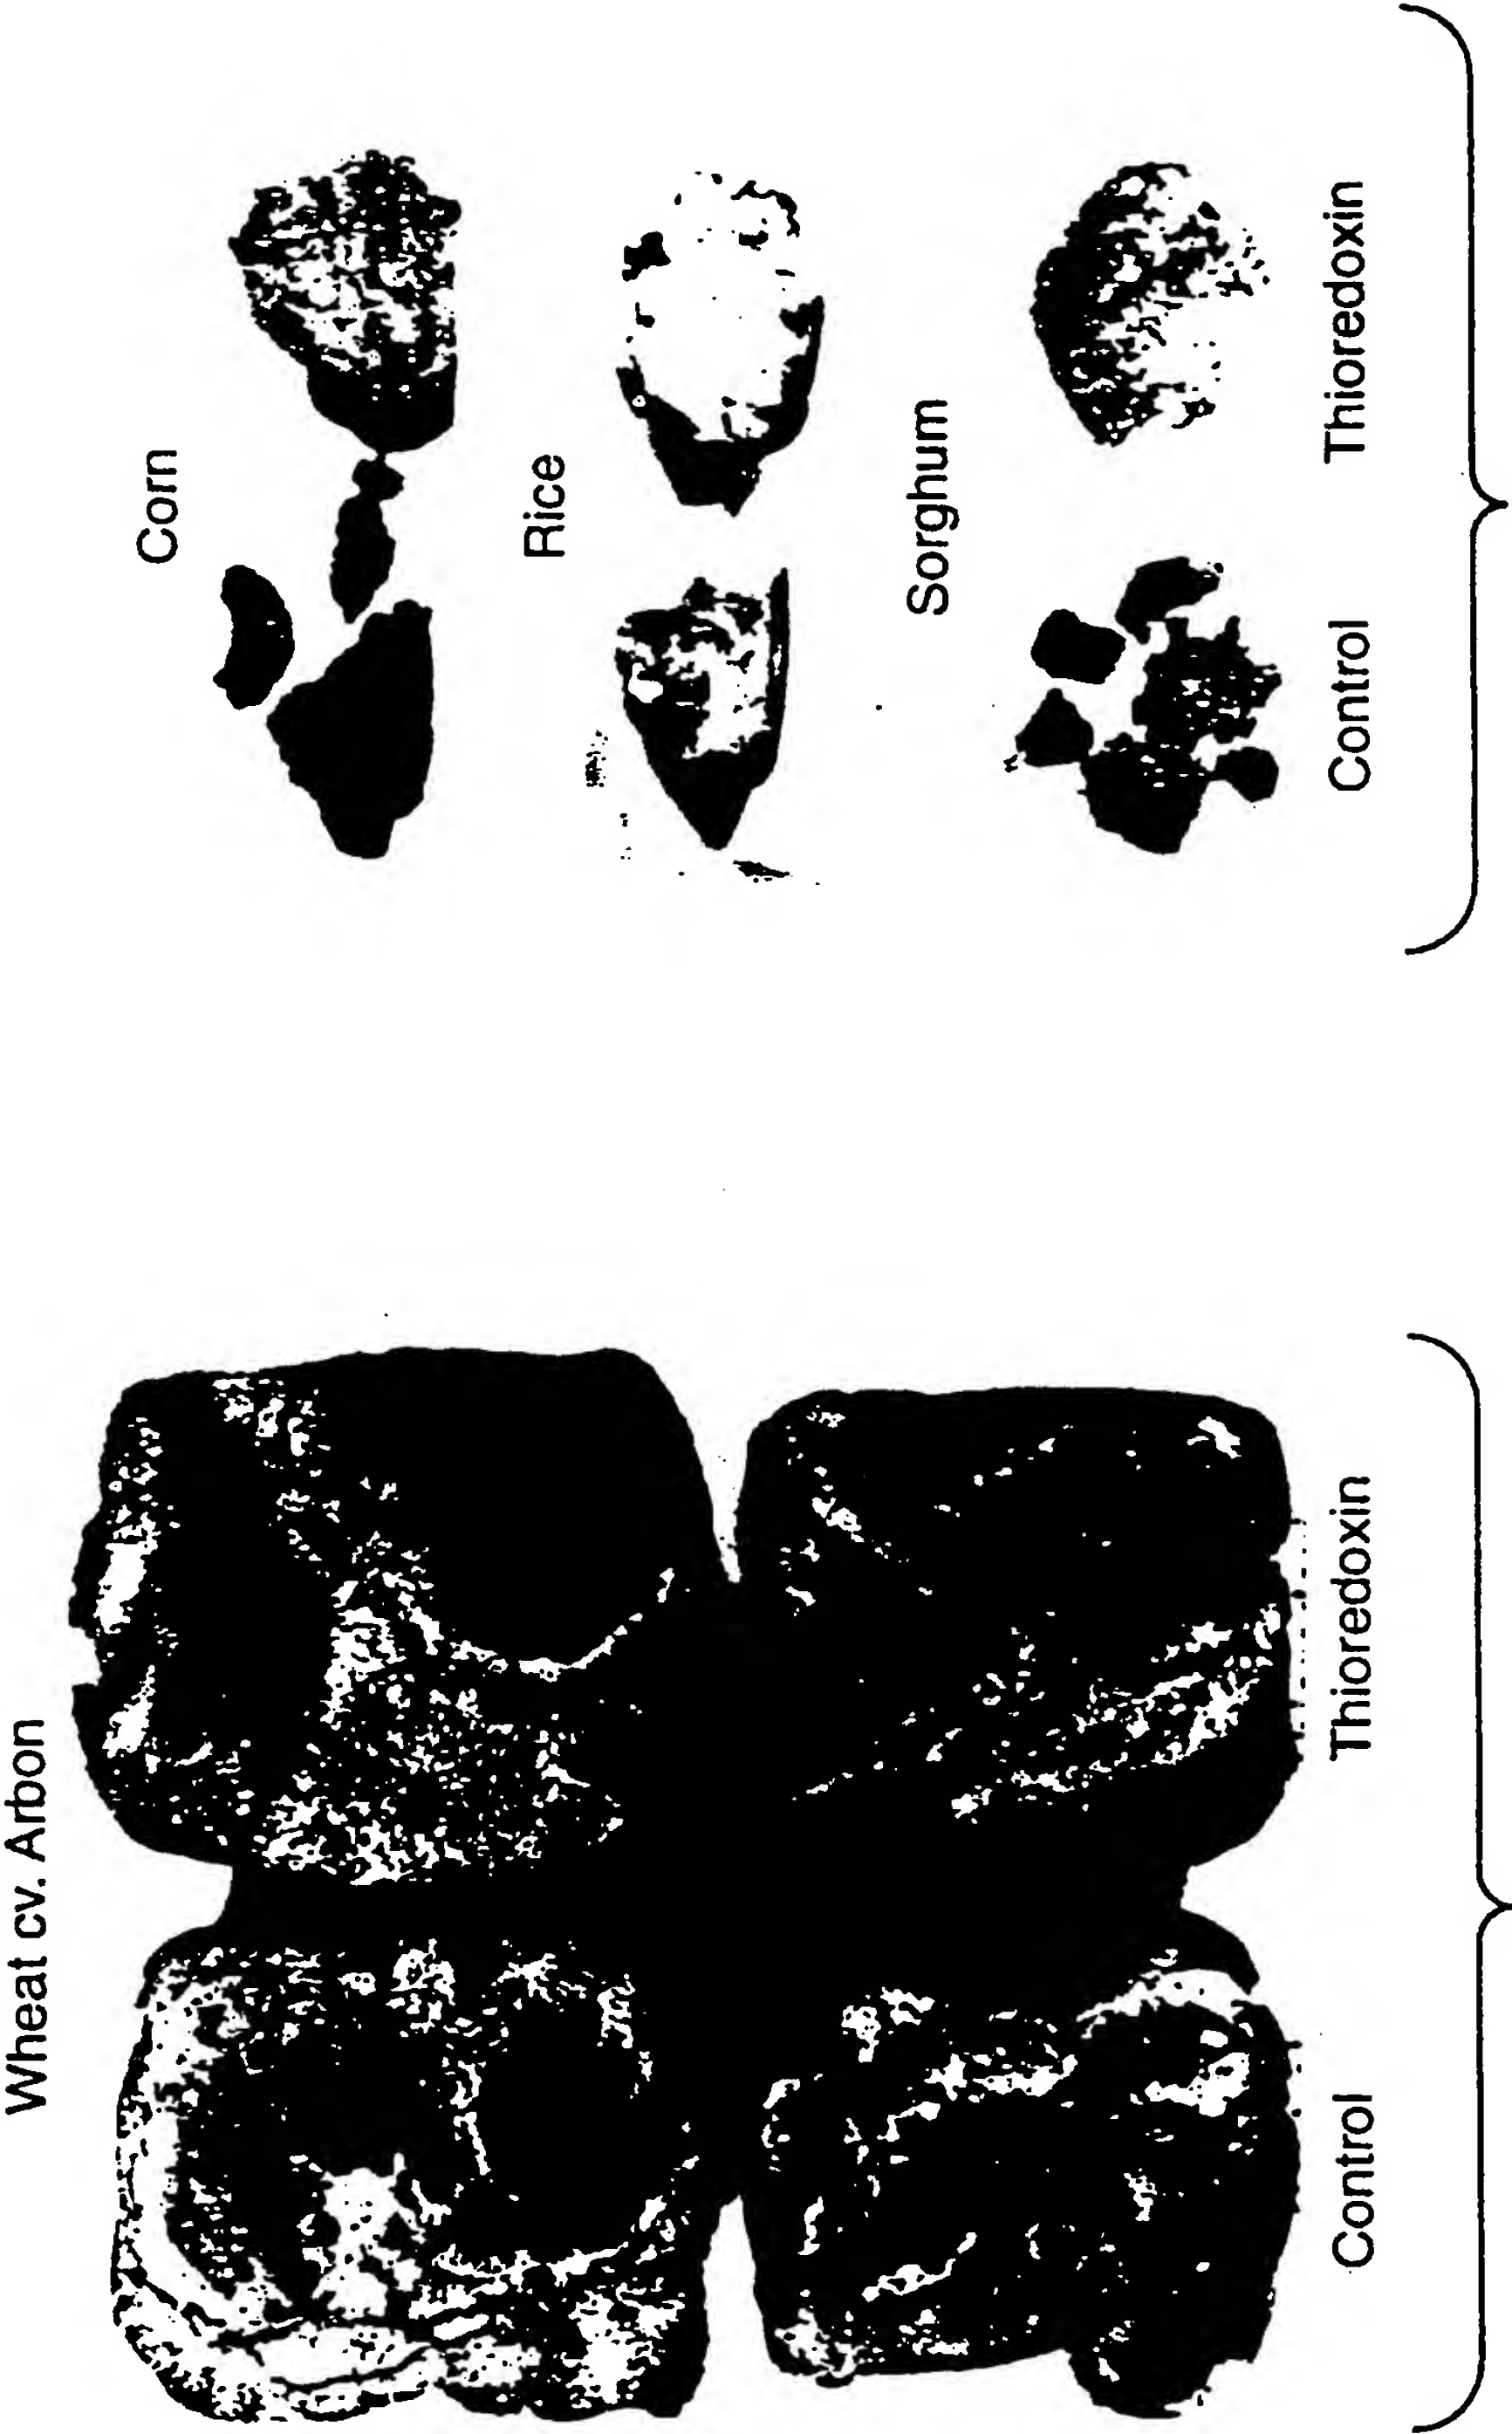 Wheat cv. Arbon
Control
Thioredoxin
Corn
Rice
Sorghum
Control
Thioredoxin